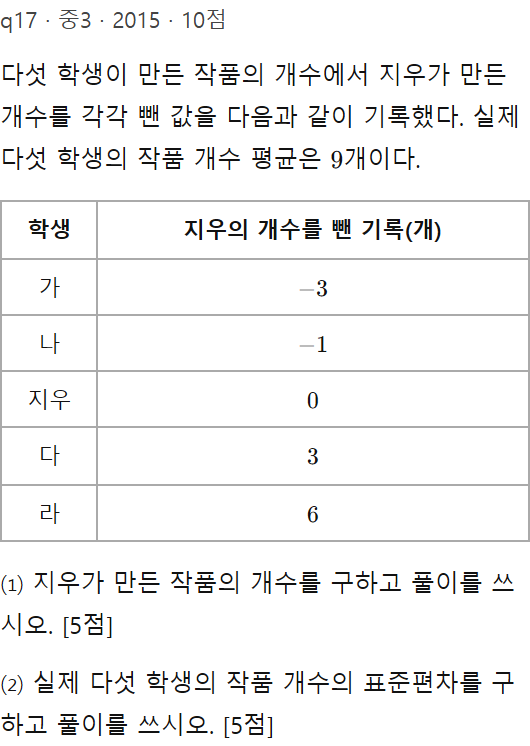 q17 · 중3 · 2015 · 10점
다섯 학생이 만든 작품의 개수에서 지우가 만든
개수를 각각 뺀 값을 다음과 같이 기록했다. 실제
다섯 학생의 작품 개수 평균은 9개이다.
학생 지우의 개수를 뺀 기록(개)
가 −3
나 −1
지우 0
다 3
라 6
(1) 지우가 만든 작품의 개수를 구하고 풀이를 쓰
시오. [5점]
(2) 실제 다섯 학생의 작품 개수의 표준편차를 구
하고 풀이를 쓰시오. [5점]